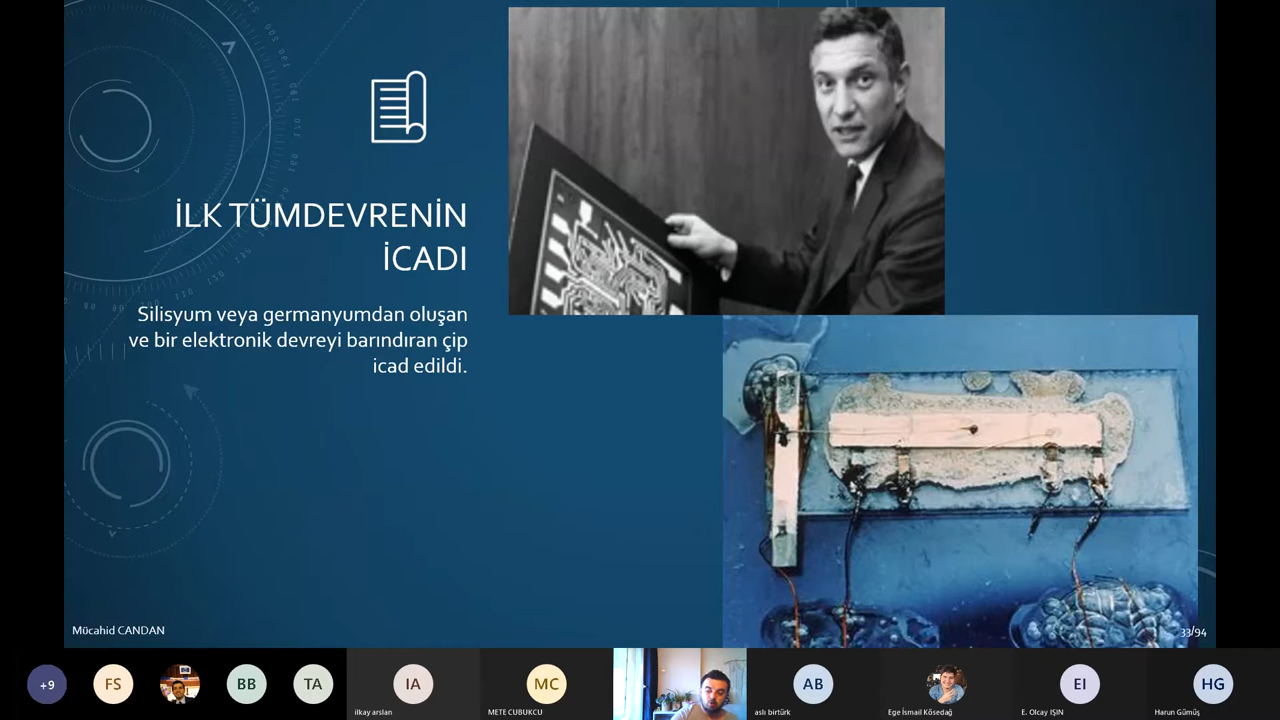 İLK TÜMDEVRENİN
İCADI
Silisyum veya germanyumdan oluşan
ve bir elektronik devreyi barındıran çip
icad edildi.
Mücahid CANDAN
33/94
+9
FS
BB
TA
IA
ilkay arslan
MC
METE CUBUKCU
AB
aslı birtürk
Ege İsmail Kösedağ
EI
E. Olcay IŞIN
HG
Harun Gümüş